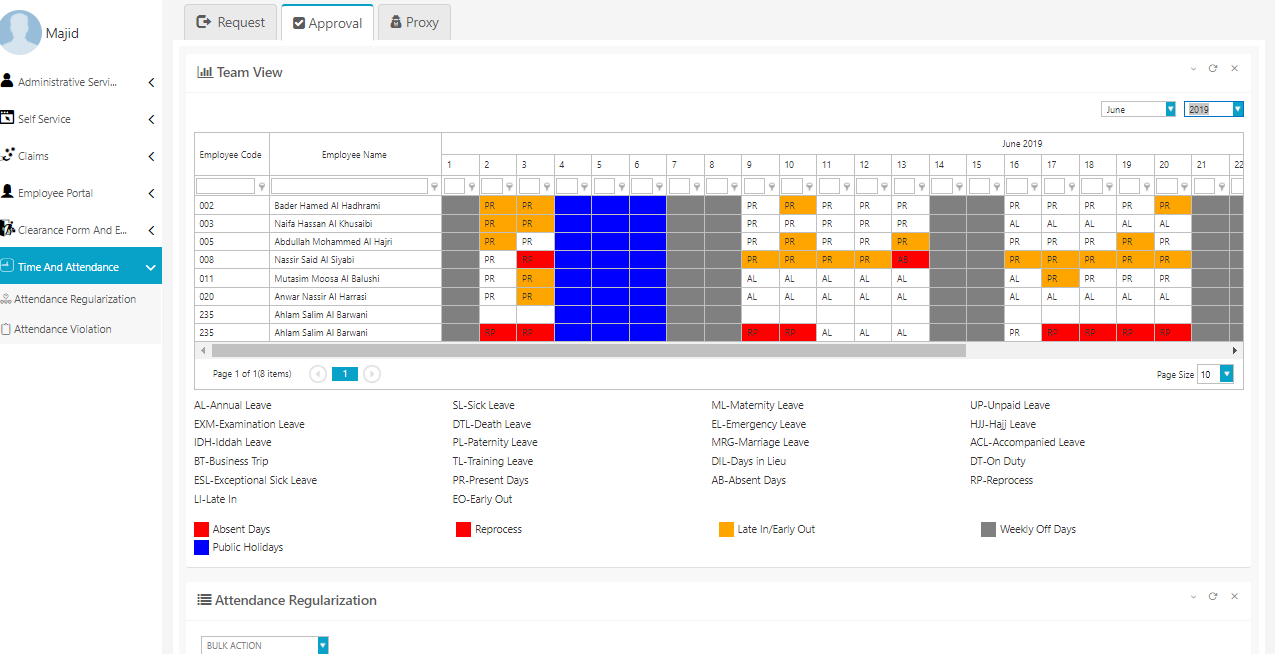 Majid
Administrative Servi...
Self Service
Claims
Employee Portal
Clearance Form And E...
Time And Attendance
Attendance Regularization
Attendance Violation
Request Approval Proxy
Team View
June 2019
Employee Code Employee Name June 2019
1 2 3 4 5 6 7 8 9 10 11 12 13 14 15 16 17 18 19 20 21 22
002 Bader Hamed Al Hadhrami PR PR PR PR PR PR PR PR PR PR PR PR
003 Naifa Hassan Al Khusaibi PR PR PR PR PR PR PR AL AL AL AL AL
005 Abdullah Mohammed Al Hajri PR PR PR PR PR PR PR PR PR PR PR PR
008 Nassir Said Al Siyabi PR RP PR PR PR PR AB PR PR PR PR PR
011 Mutasim Moosa Al Balushi PR PR AL AL AL AL AL AL PR PR PR PR
020 Anwar Nassir Al Harrasi PR PR AL AL AL AL AL AL AL AL AL AL
235 Ahlam Salim Al Barwani
235 Ahlam Salim Al Barwani RP RP RP RP AL AL AL PR RP RP RP RP
Page 1 of 1(8 items) 1 Page Size 10
AL-Annual Leave SL-Sick Leave ML-Maternity Leave UP-Unpaid Leave
EXM-Examination Leave DTL-Death Leave EL-Emergency Leave HJJ-Hajj Leave
IDH-Iddah Leave PL-Paternity Leave MRG-Marriage Leave ACL-Accompanied Leave
BT-Business Trip TL-Training Leave DIL-Days in Lieu DT-On Duty
ESL-Exceptional Sick Leave PR-Present Days AB-Absent Days RP-Reprocess
LI-Late In EO-Early Out
Absent Days Reprocess Late In/Early Out Weekly Off Days
Public Holidays
Attendance Regularization
BULK ACTION